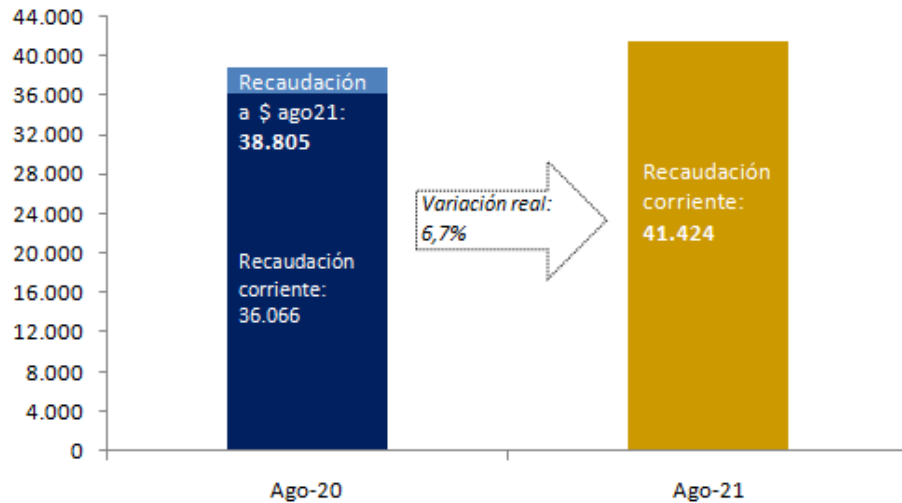 44.000
40.000
36.000
32.000
28.000
24.000
20.000
16.000
12.000
8.000
4.000
0
Recaudación
a $ ago21:
38.805
Recaudación
corriente:
36.066
Variación real:
6,7%
Recaudación
corriente:
41.424
Ago-20
Ago-21